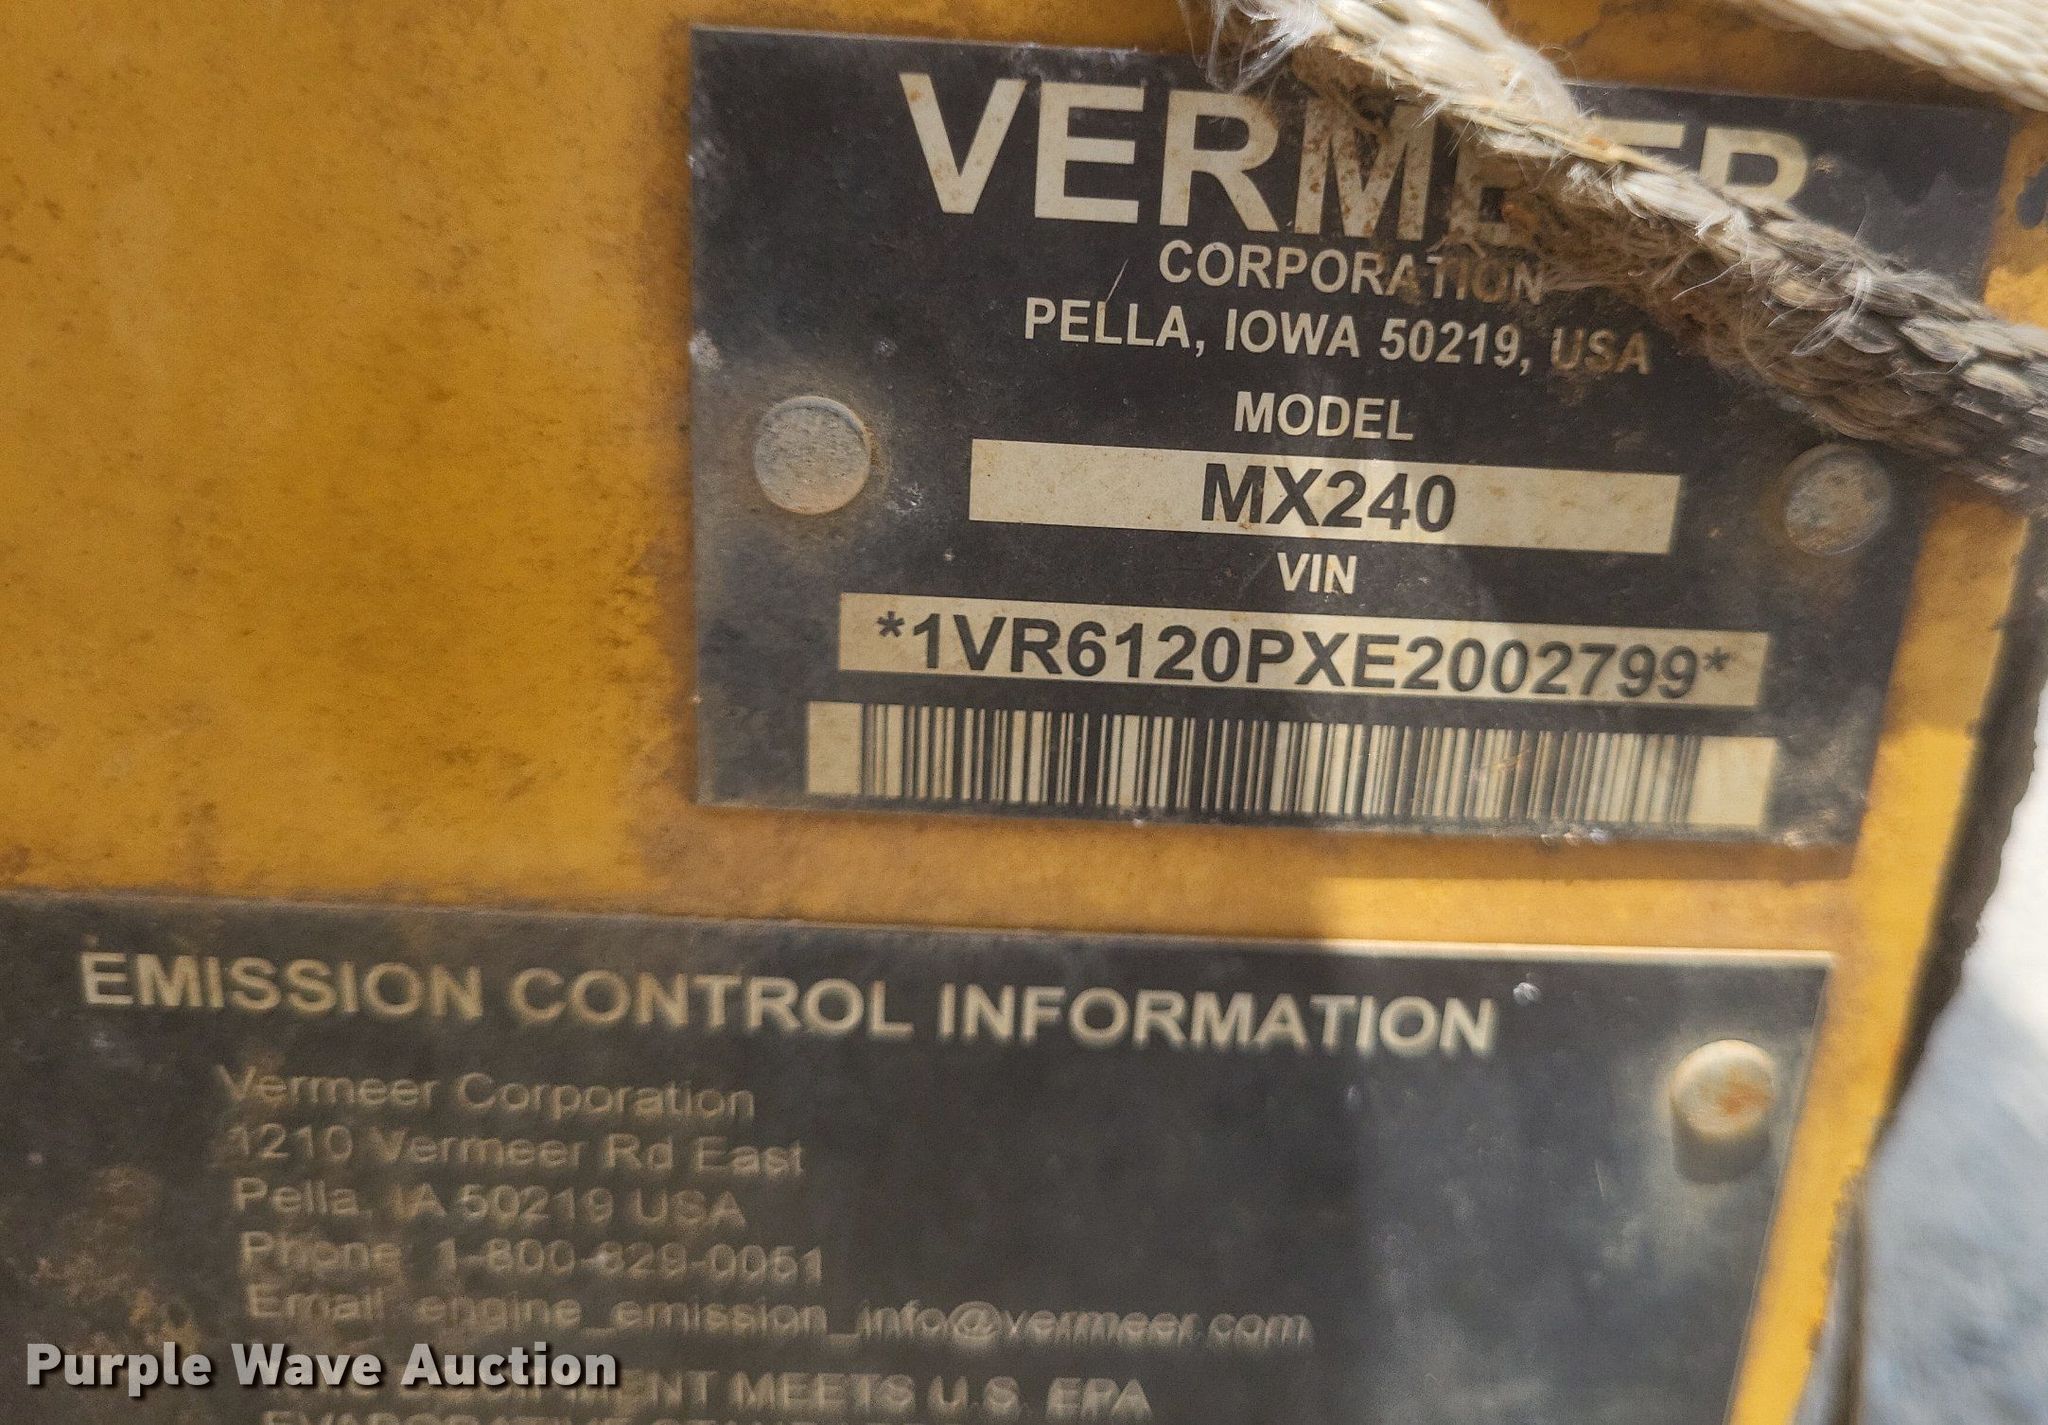 VERMEER
CORPORATION
PELLA, IOWA 50219, USA
MODEL
MX240
VIN
*1VR6120PXE2002799*
EMISSION CONTROL INFORMATION
Vermeer Corporation
1210 Vermeer Rd East
Pella, IA 50219 USA
Phone 1-800-829-0051
Email engine_emission_info@vermeer.com
MEETS U.S. EPA
Purple Wave Auction